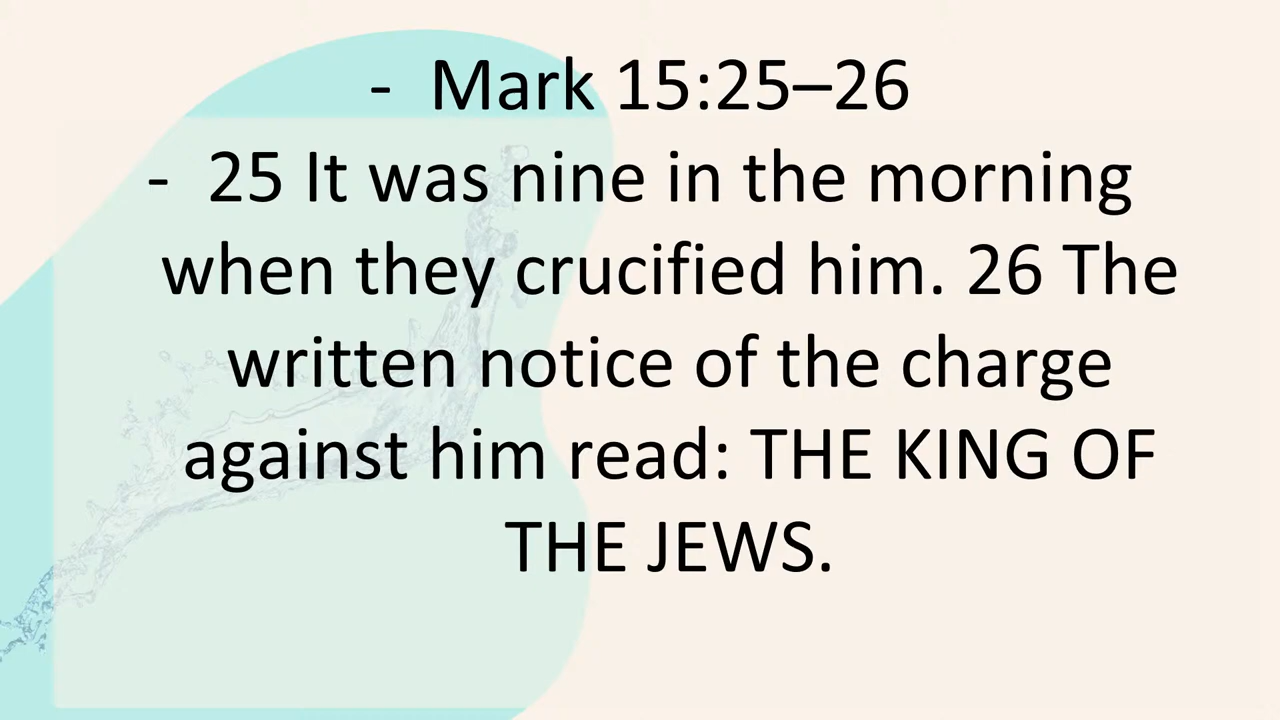 - Mark 15:25–26
- 25 It was nine in the morning
when they crucified him. 26 The
written notice of the charge
against him read: THE KING OF
THE JEWS.